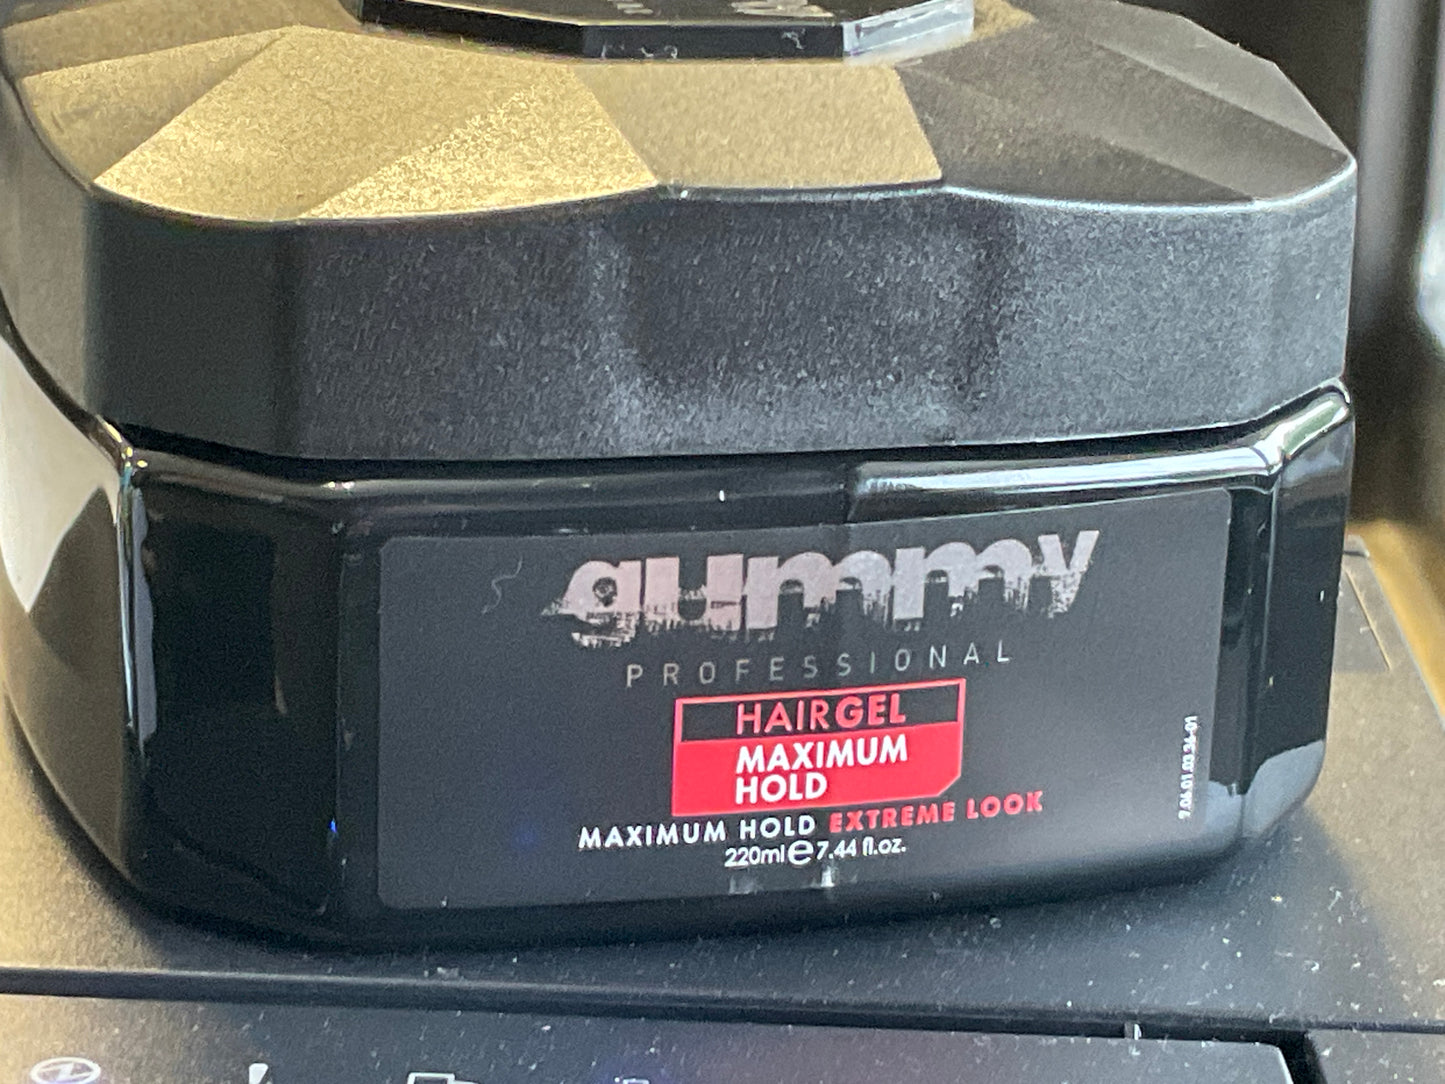 gummy
PROFESSIONAL
HAIRGEL
MAXIMUM
HOLD
MAXIMUM HOLD EXTREME LOOK
220ml e 7.44 fl.oz.